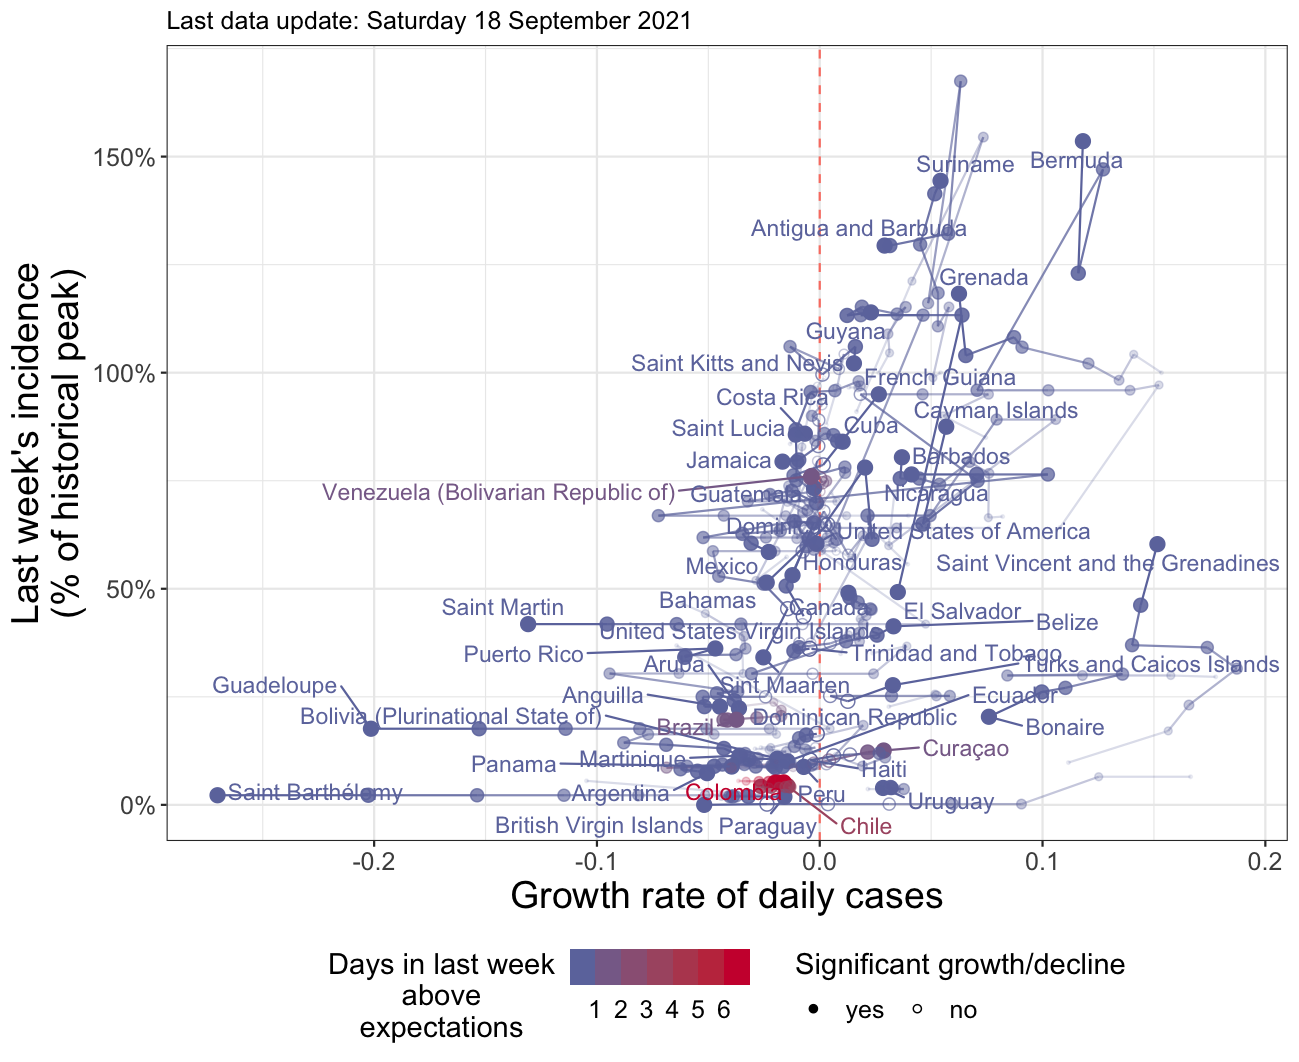 Last data update: Saturday 18 September 2021
Last week's incidence
(% of historical peak)
150%
100%
50%
0%
Suriname
Bermuda
Antigua and Barbuda
Grenada
Guyana
Saint Kitts and Nevis
French Guiana
Costa Rica
Cayman Islands
Saint Lucia
Cuba
Jamaica
Barbados
Venezuela (Bolivarian Republic of)
Guatemala
Nicaragua
Dominica
United States of America
Mexico
Honduras
Saint Vincent and the Grenadines
Bahamas
Canada
Saint Martin
El Salvador
Belize
United States Virgin Islands
Puerto Rico
Aruba
Trinidad and Tobago
Turks and Caicos Islands
Guadeloupe
Anguilla
Sint Maarten
Ecuador
Bolivia (Plurinational State of)
Brazil
Dominican Republic
Bonaire
Panama
Martinique
Curaçao
Haiti
Saint Barthélemy
Argentina
Colombia
Peru
Uruguay
British Virgin Islands
Paraguay
Chile
-0.2
-0.1
0.0
0.1
0.2
Growth rate of daily cases
Days in last week
above
expectations
1 2 3 4 5 6
Significant growth/decline
yes
no